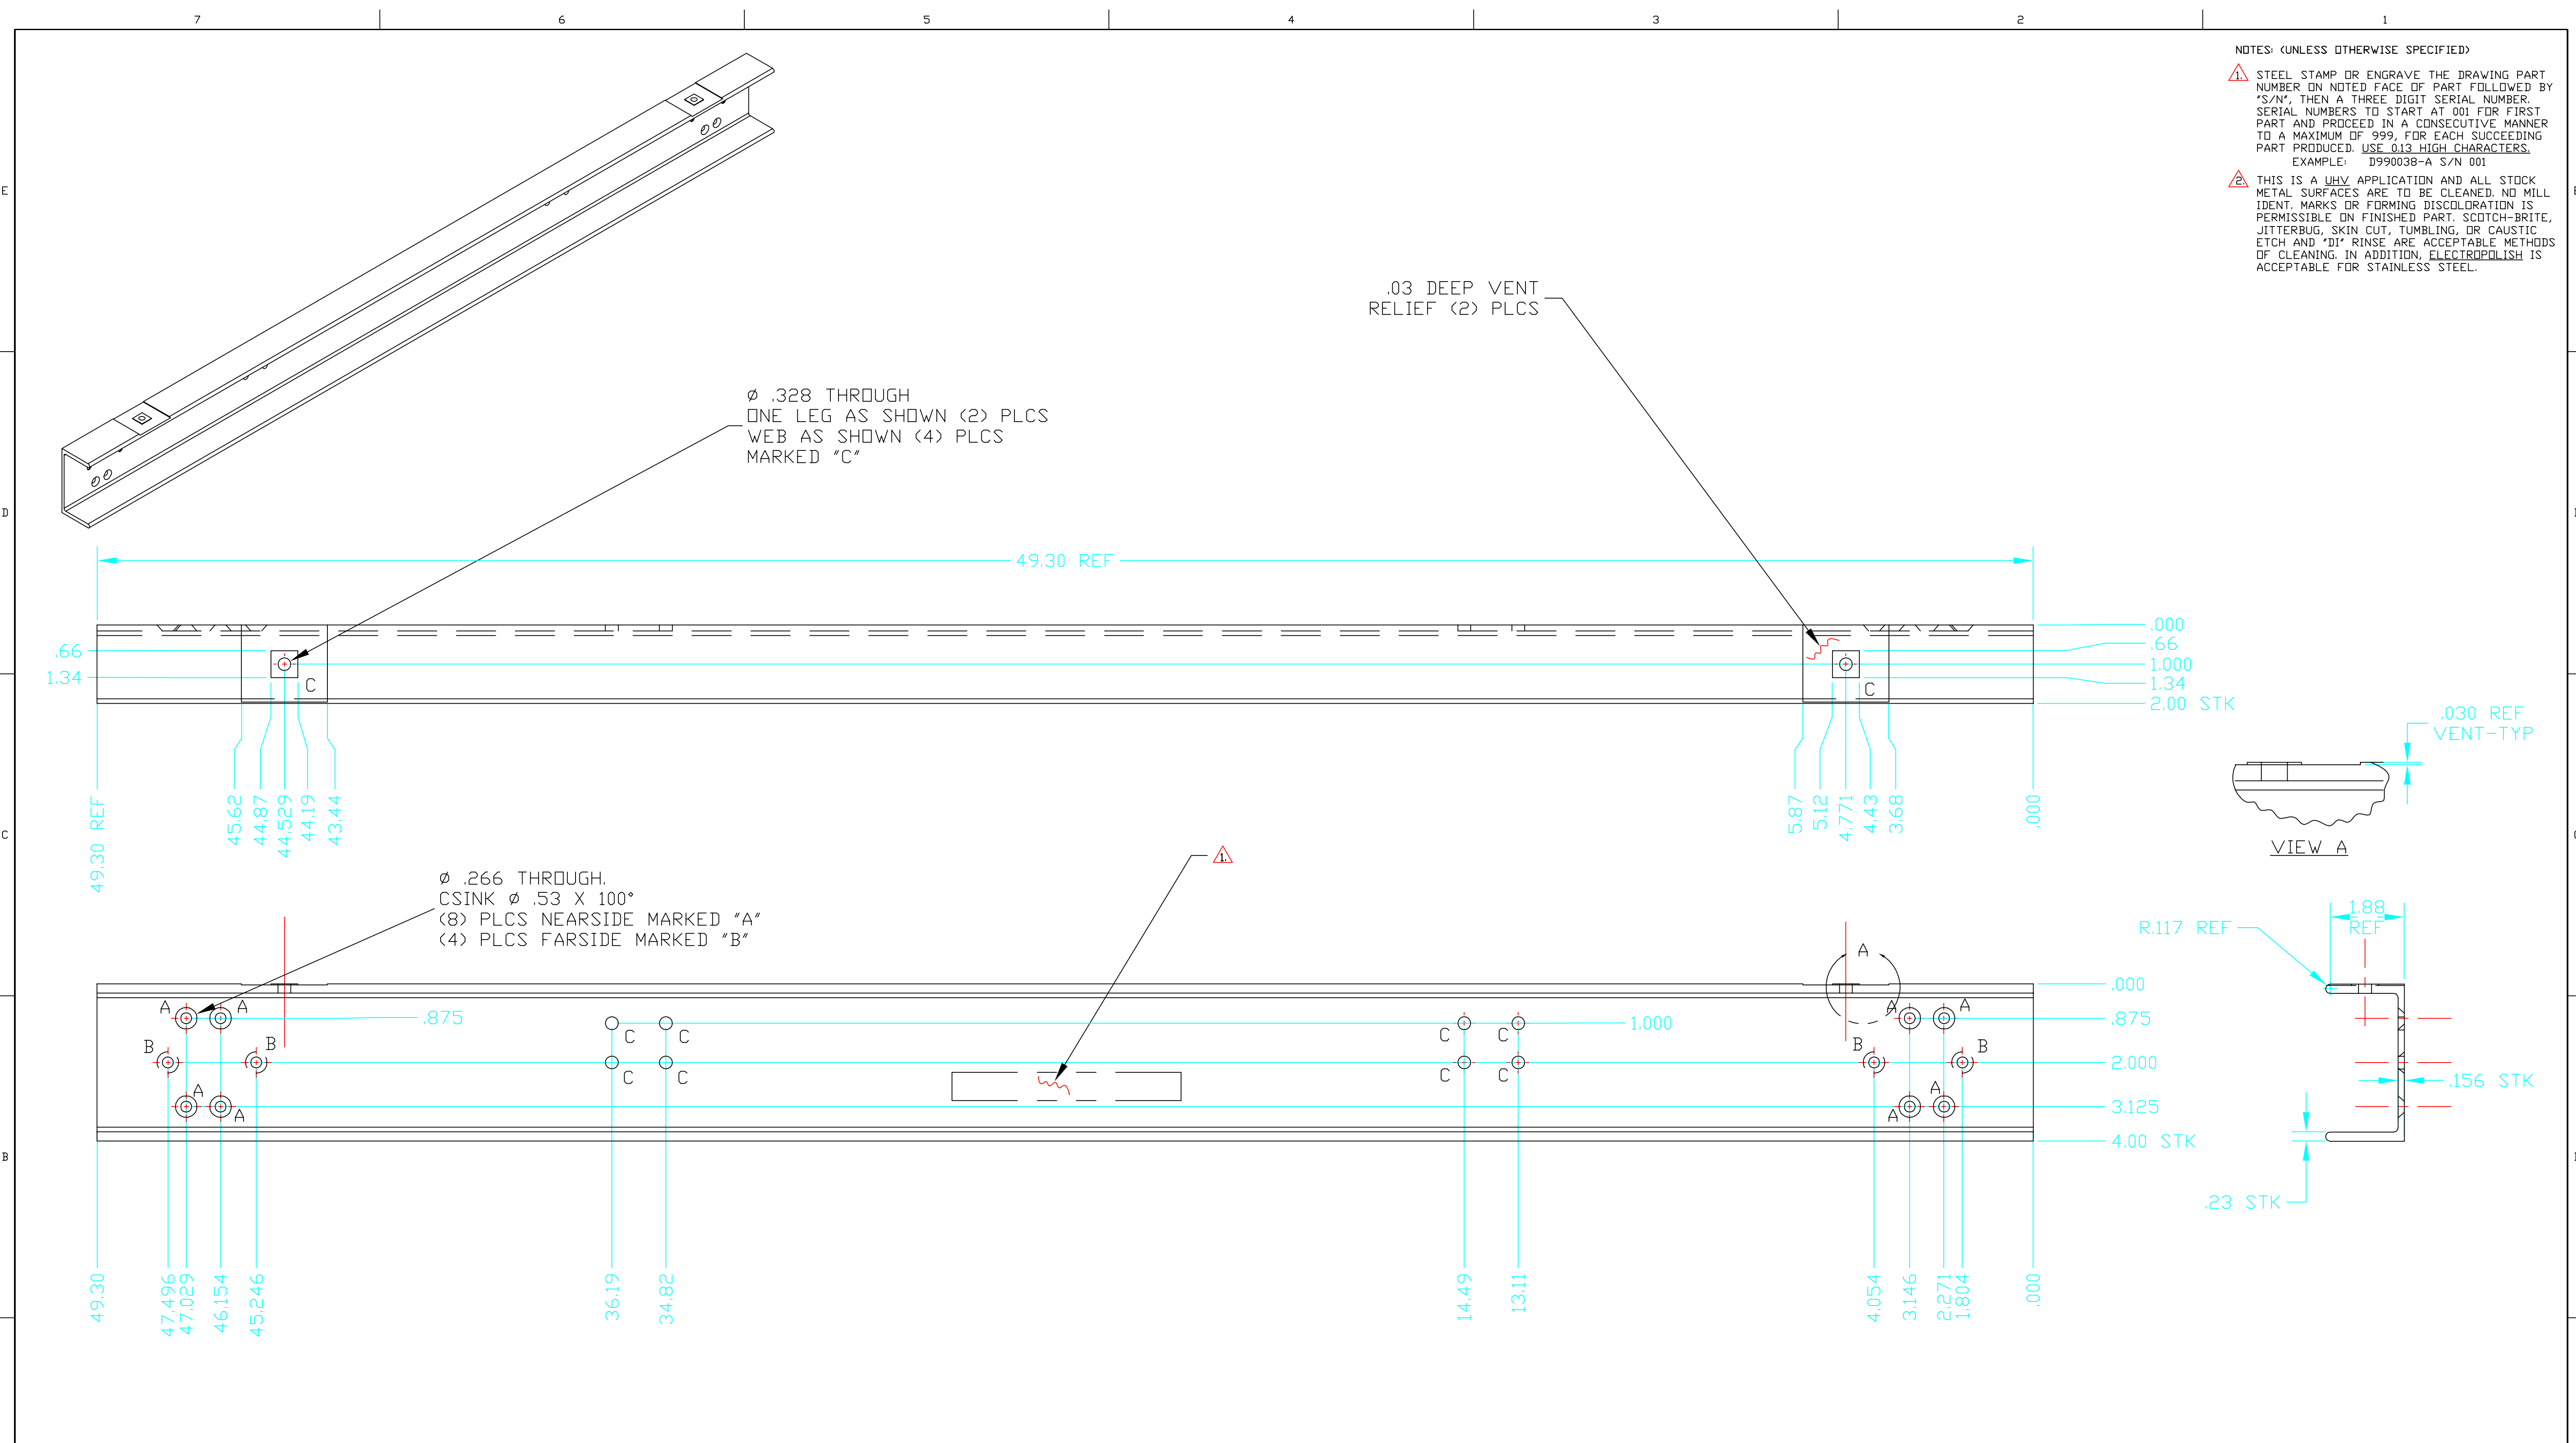 7 6 5 4 3 2 1
NOTES: (UNLESS OTHERWISE SPECIFIED)
1. STEEL STAMP OR ENGRAVE THE DRAWING PART
NUMBER ON NOTED FACE OF PART FOLLOWED BY
"S/N", THEN A THREE DIGIT SERIAL NUMBER.
SERIAL NUMBERS TO START AT 001 FOR FIRST
PART AND PROCEED IN A CONSECUTIVE MANNER
TO A MAXIMUM OF 999, FOR EACH SUCCEEDING
PART PRODUCED. USE 0.13 HIGH CHARACTERS.
EXAMPLE: D990038-A S/N 001
2. THIS IS A UHV APPLICATION AND ALL STOCK
METAL SURFACES ARE TO BE CLEANED. NO MILL
IDENT. MARKS OR FORMING DISCOLORATION IS
PERMISSIBLE ON FINISHED PART. SCOTCH-BRITE,
JITTERBUG, SKIN CUT, TUMBLING, OR CAUSTIC
ETCH AND "DI" RINSE ARE ACCEPTABLE METHODS
OF CLEANING. IN ADDITION, ELECTROPOLISH IS
ACCEPTABLE FOR STAINLESS STEEL.
E
D
C
B
.03 DEEP VENT
RELIEF (2) PLCS
Ø .328 THROUGH
ONE LEG AS SHOWN (2) PLCS
WEB AS SHOWN (4) PLCS
MARKED "C"
49.30 REF
.66
1.34
C
C
.000
.66
1.000
1.34
2.00 STK
49.30 REF
45.62
44.87
44.529
44.19
43.44
5.87
5.12
4.771
4.43
3.68
.000
.030 REF
VENT-TYP
VIEW A
1.
Ø .266 THROUGH.
CSINK Ø .53 X 100°
(8) PLCS NEARSIDE MARKED "A"
(4) PLCS FARSIDE MARKED "B"
A
A A
.875
B B
A A
C C
C C
C C
C C
1.000
A A
B B
A A
.000
.875
2.000
3.125
4.00 STK
49.30
47.496
47.029
46.154
45.246
36.19
34.82
14.49
13.11
4.054
3.146
2.271
1.804
.000
1.88
REF
R.117 REF
.156 STK
.23 STK